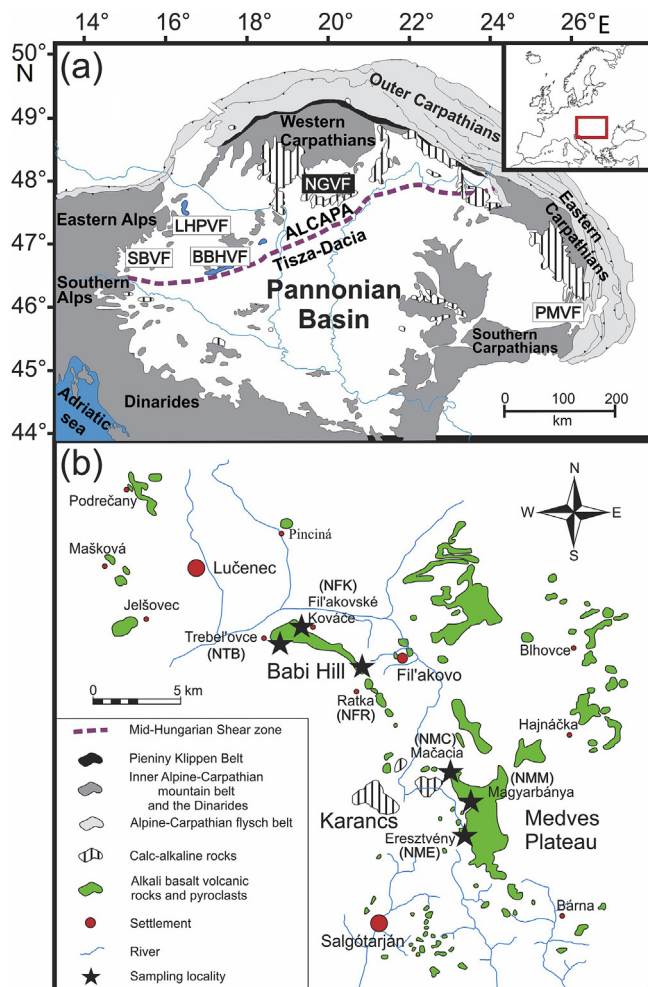 14° 16° 18° 20° 22° 24° 26° E
50°
N
49°
48°
47°
46°
45°
44°
(a)
Outer Carpathians
Western
Carpathians
NGVF
ALCAPA
Tisza-Dacia
Eastern Alps
LHPVF
SBVF
BBHVF
Southern
Alps
Pannonian
Basin
Eastern
Carpathians
PMVF
Southern
Carpathians
Dinarides
Adriatic
sea
0 100 200
km
(b)
N
W E
S
Podrečany
Pinciná
Mašková
Lučenec
(NFK)
Fil'akovské
Kováče
Jelšovec
Trebel'ovce
(NTB)
Babi Hill
Fil'akovo
Blhovce
0 5 km
Ratka
(NFR)
Hajnáčka
(NMC)
Mačacia
(NMM)
Magyarbánya
Karancs
Medves
Plateau
Eresztvény
(NME)
Bárna
Salgótarján
Mid-Hungarian Shear zone
Pieniny Klippen Belt
Inner Alpine-Carpathian
mountain belt
and the Dinarides
Alpine-Carpathian flysch belt
Calc-alkaline rocks
Alkali basalt volcanic
rocks and pyroclasts
Settlement
River
Sampling locality